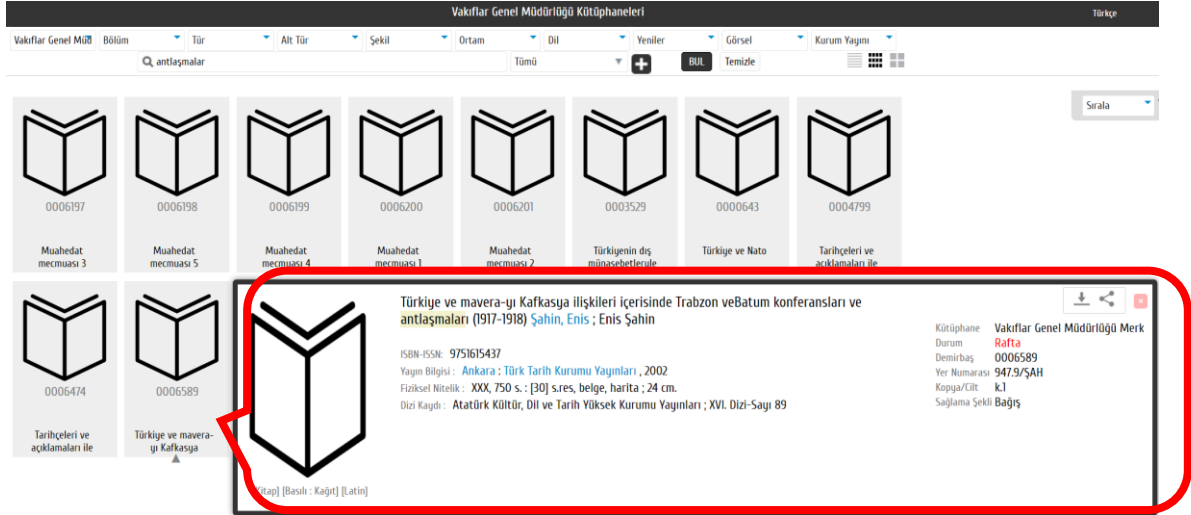 Vakıflar Genel Müdürlüğü Kütüphaneleri
Türkçe
Vakıflar Genel Müd Bölüm Tür Alt Tür Şekil Ortam Dil Yeniler Görsel Kurum Yayını
antlaşmalar Tümü BUL Temizle
Sırala
0006197 0006198 0006199 0006200 0006201 0003529 0000643 0004799
Muahedat Muahedat Muahedat Muahedat Muahedat Türkiyenin dış Türkiye ve Nato Tarihçeleri ve
mecmuası 3 mecmuası 5 mecmuası 4 mecmuası 1 mecmuası 2 münasebetleriyle açıklamaları ile
0006474 0006589
Tarihçeleri ve Türkiye ve mavera-
açıklamaları ile yı Kafkasya
Türkiye ve mavera-yı Kafkasya ilişkileri içerisinde Trabzon veBatum konferansları ve
antlaşmaları (1917-1918) Şahin, Enis ; Enis Şahin
ISBN-ISSN: 9751615437
Yayın Bilgisi : Ankara : Türk Tarih Kurumu Yayınları , 2002
Fiziksel Nitelik : XXX, 750 s. : [30] s.res, belge, harita ; 24 cm.
Dizi Kaydı : Atatürk Kültür, Dil ve Tarih Yüksek Kurumu Yayınları ; XVI. Dizi-Sayı 89
Kütüphane Vakıflar Genel Müdürlüğü Merk
Durum Rafta
Demirbaş 0006589
Yer Numarası 947.9/ŞAH
Kopya/Cilt k.1
Sağlama Şekli Bağış
Kitap] [Basılı : Kağıt] [Latin]